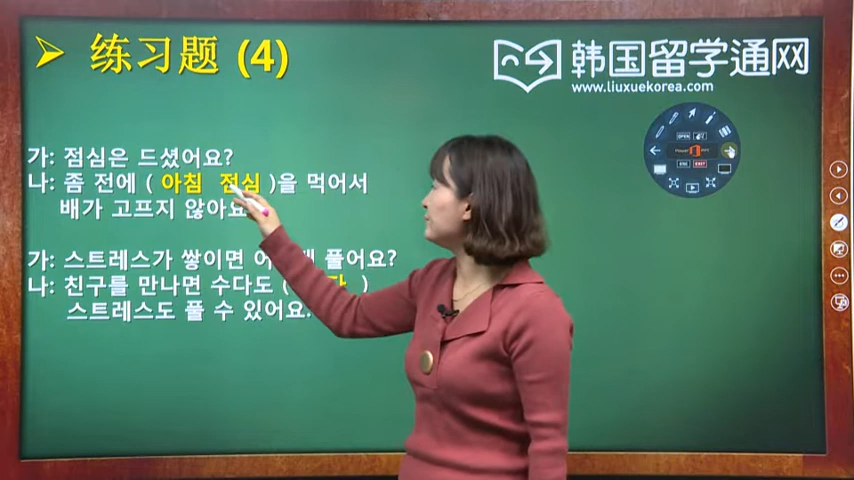 练习题 (4)
韩国留学通网
www.liuxuekorea.com
가: 점심은 드셨어요?
나: 좀 전에 ( 아침 점심 )을 먹어서
배가 고프지 않아요
가: 스트레스가 쌓이면 풀어요?
나: 친구를 만나면 수다도 ( )
스트레스도 풀 수 있어요.